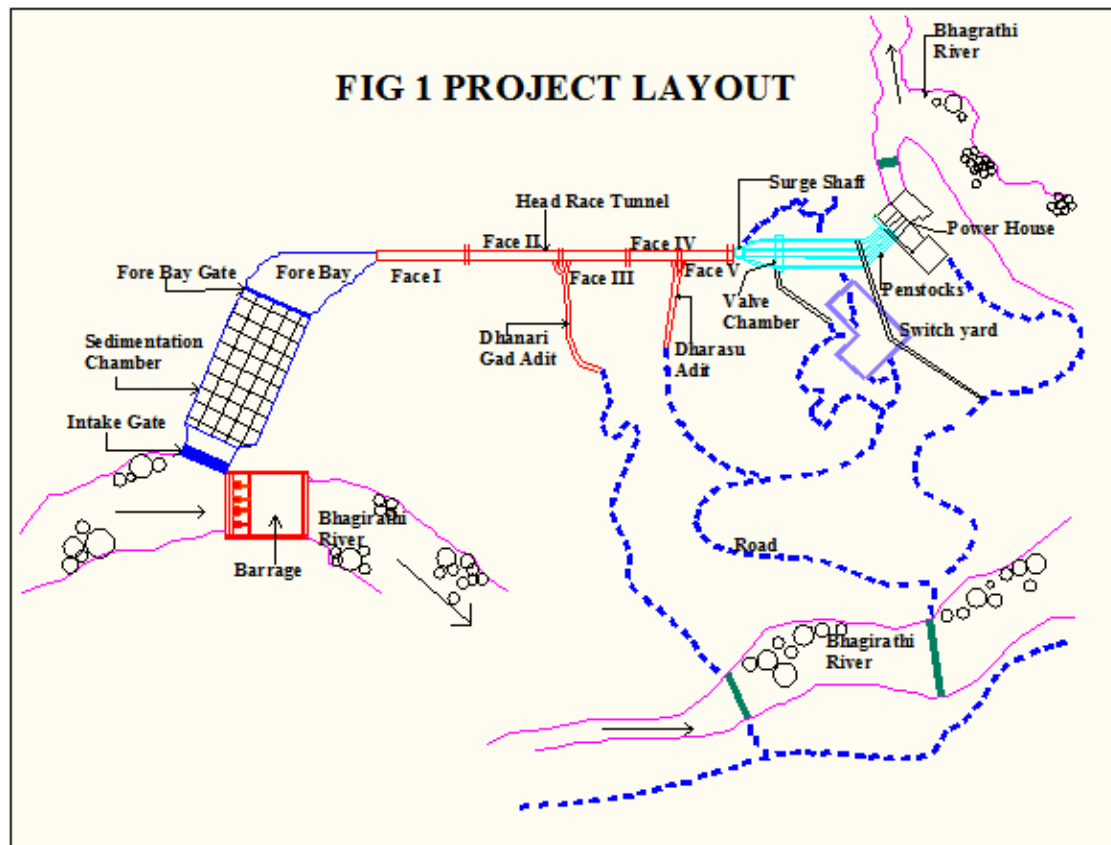 FIG 1 PROJECT LAYOUT
Bhagrathi
River
Surge Shaft
Head Race Tunnel
Power House
Fore Bay Gate
Fore Bay
Face I
Face II
Face III
Face IV
Face V
Valve
Chamber
Penstocks
Switch yard
Sedimentation
Chamber
Dhanari
Gad Adit
Dharasu
Adit
Intake Gate
Bhagirathi
River
Barrage
Road
Bhagirathi
River